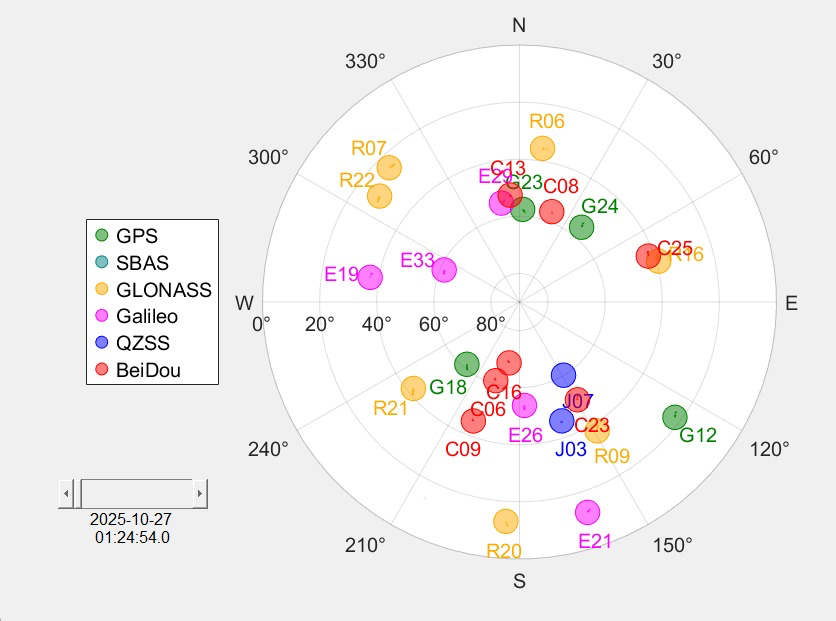 N
330°
30°
R06
R07
300°
C13
60°
R22
E29
G23
C08
G24
C25
R16
E33
E19
W
E
0°
20°
40°
60°
80°
GPS
SBAS
GLONASS
Galileo
QZSS
BeiDou
G18
C16
J07
R21
C06
C23
G12
E26
240°
C09
J03
R09
120°
2025-10-27
01:24:54.0
210°
R20
E21
150°
S